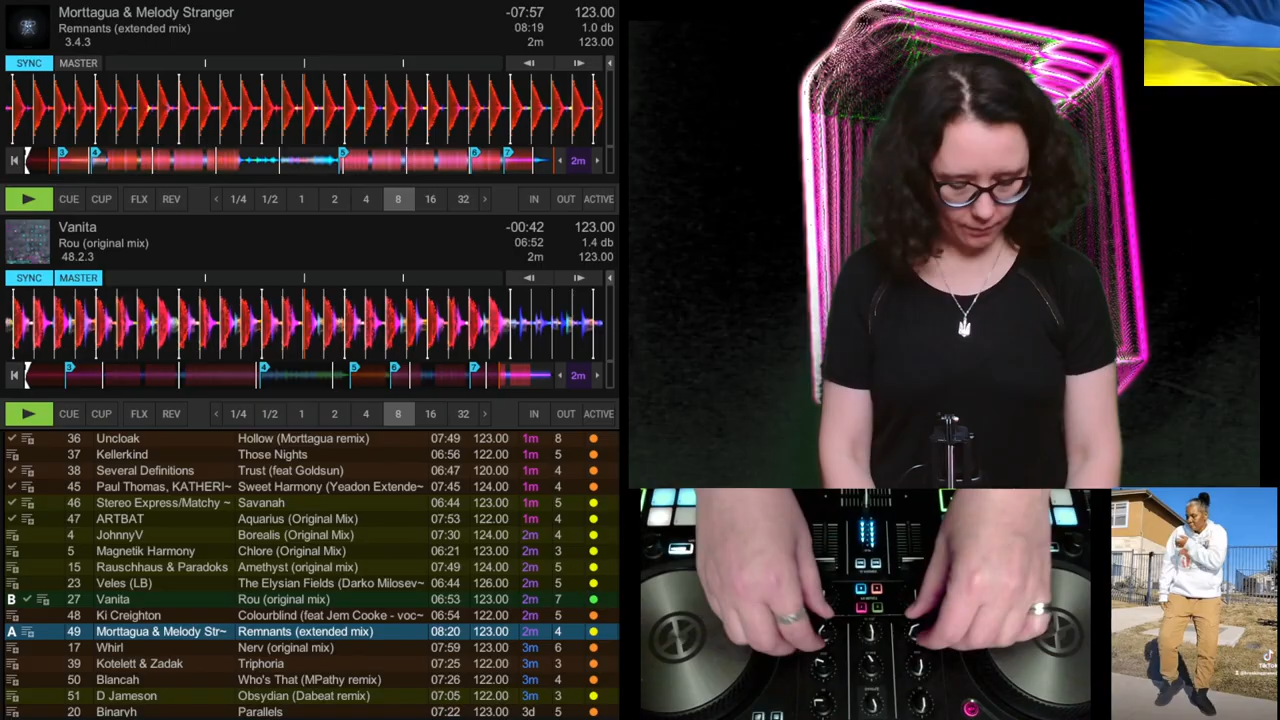 Morttagua & Melody Stranger -07:57 123.00
Remnants (extended mix) 08:19 1.0 db
3.4.3 2m 123.00
SYNC MASTER
3 4 5 6 7 2m
CUE CUP FLX REV 1/4 1/2 1 2 4 8 16 32 IN OUT ACTIVE
Vanita -00:42 123.00
Rou (original mix) 06:52 1.4 db
48.2.3 2m 123.00
SYNC MASTER
3 4 5 6 7 2m
CUE CUP FLX REV 1/4 1/2 1 2 4 8 16 32 IN OUT ACTIVE
36 Uncloak Hollow (Morttagua remix) 07:49 123.00 1m 8
37 Kellerkind Those Nights 06:56 122.00 1m 5
38 Several Definitions Trust (feat Goldsun) 06:47 120.00 1m 4
45 Paul Thomas, KATHERI~ Sweet Harmony (Yeadon Extende~ 07:45 124.00 1m 4
46 Stereo Express/Matchy ~ Savanah 06:44 123.00 1m 5
47 ARTBAT Aquarius (Original Mix) 07:53 122.00 1m 4
4 JohnnyV Borealis (Original Mix) 07:30 124.00 2m 4
5 Magnetik Harmony Chlore (Original Mix) 06:21 123.00 2m 3
15 Rauschhaus & Paradoks Amethyst (original mix) 07:49 124.00 2m 5
23 Veles (LB) The Elysian Fields (Darko Milosev~ 06:44 126.00 2m 3
B 27 Vanita Rou (original mix) 06:53 123.00 2m 7
48 Ki Creighton Colourblind (feat Jem Cooke - voc~ 06:54 122.00 2m 5
A 49 Morttagua & Melody Str~ Remnants (extended mix) 08:20 123.00 2m 4
17 Whirl Nerv (original mix) 07:59 123.00 3m 6
39 Kotelett & Zadak Triphoria 07:25 122.00 3m 3
50 Blancah Who's That (MPathy remix) 07:26 122.00 3m 4
51 D Jameson Obsydian (Dabeat remix) 07:05 122.00 3m 3
20 Binaryh Parallels 07:22 123.00 3d 5
TikTok